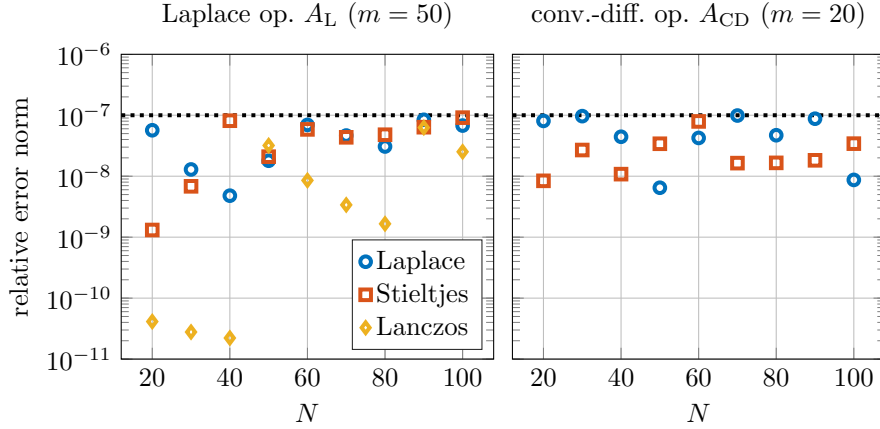 Laplace op. A_L (m = 50)
conv.-diff. op. A_CD (m = 20)
relative error norm
10^−6
10^−7
10^−8
10^−9
10^−10
10^−11
Laplace
Stieltjes
Lanczos
20 40 60 80 100
20 40 60 80 100
N
N